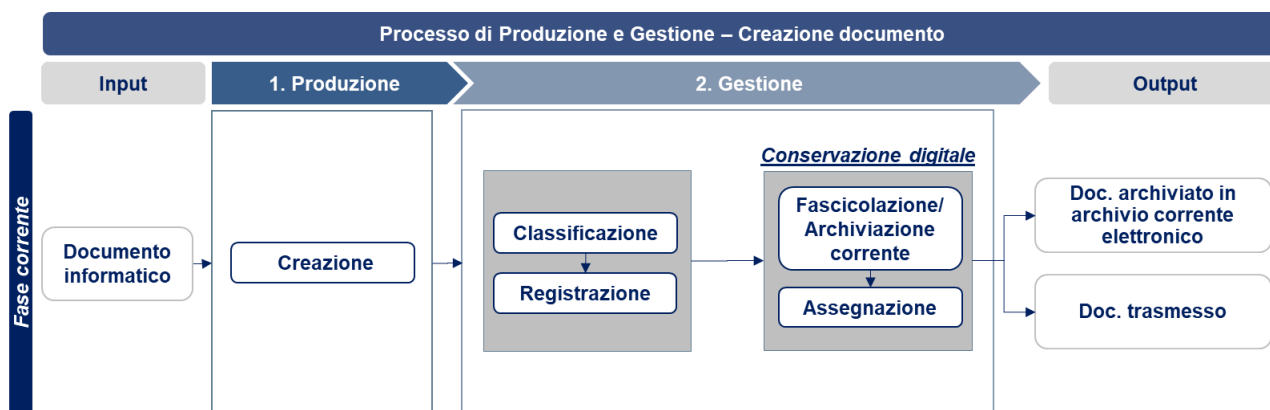 Processo di Produzione e Gestione – Creazione documento
Input
1. Produzione
2. Gestione
Output
Fase corrente
Documento
informatico
Creazione
Classificazione
Registrazione
Conservazione digitale
Fascicolazione/
Archiviazione
corrente
Assegnazione
Doc. archiviato in
archivio corrente
elettronico
Doc. trasmesso